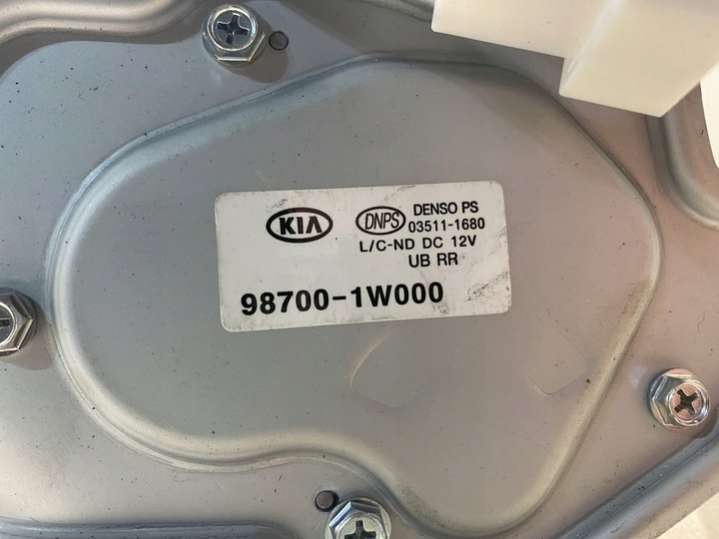 KIA DNPS DENSO PS
03511-1680
L/C-ND DC 12V
UB RR
98700-1W000